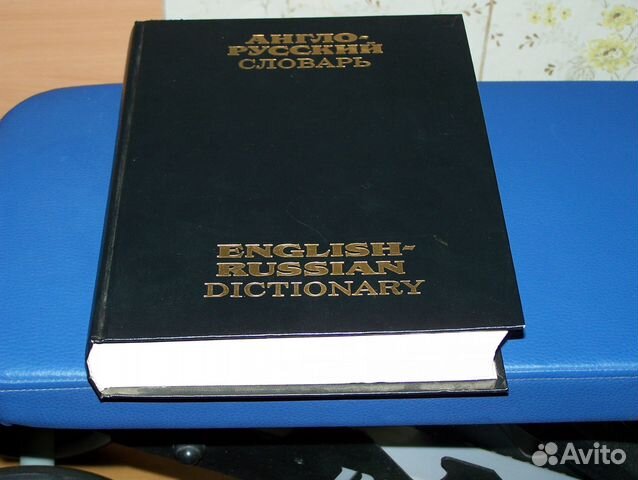 АНГЛО-
РУССКИЙ
СЛОВАРЬ
ENGLISH-
RUSSIAN
DICTIONARY
Avito